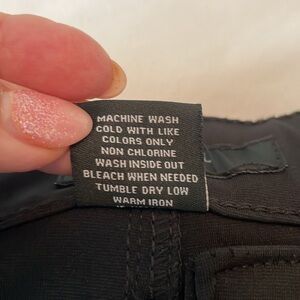 MACHINE WASH
COLD WITH LIKE
COLORS ONLY
NON CHLORINE
WASH INSIDE OUT
BLEACH WHEN NEEDED
TUMBLE DRY LOW
WARM IRON